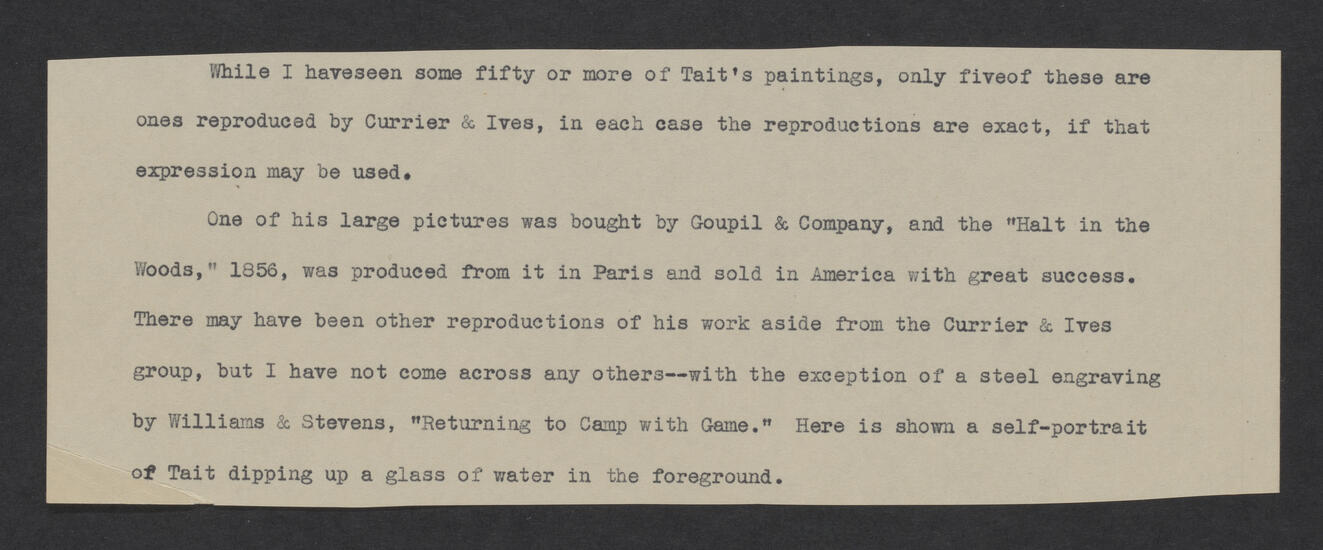 While I haveseen some fifty or more of Tait's paintings, only fiveof these are
ones reproduced by Currier & Ives, in each case the reproductions are exact, if that
expression may be used.
One of his large pictures was bought by Goupil & Company, and the "Halt in the
Woods," 1856, was produced from it in Paris and sold in America with great success.
There may have been other reproductions of his work aside from the Currier & Ives
group, but I have not come across any others--with the exception of a steel engraving
by Williams & Stevens, "Returning to Camp with Game."  Here is shown a self-portrait
of Tait dipping up a glass of water in the foreground.